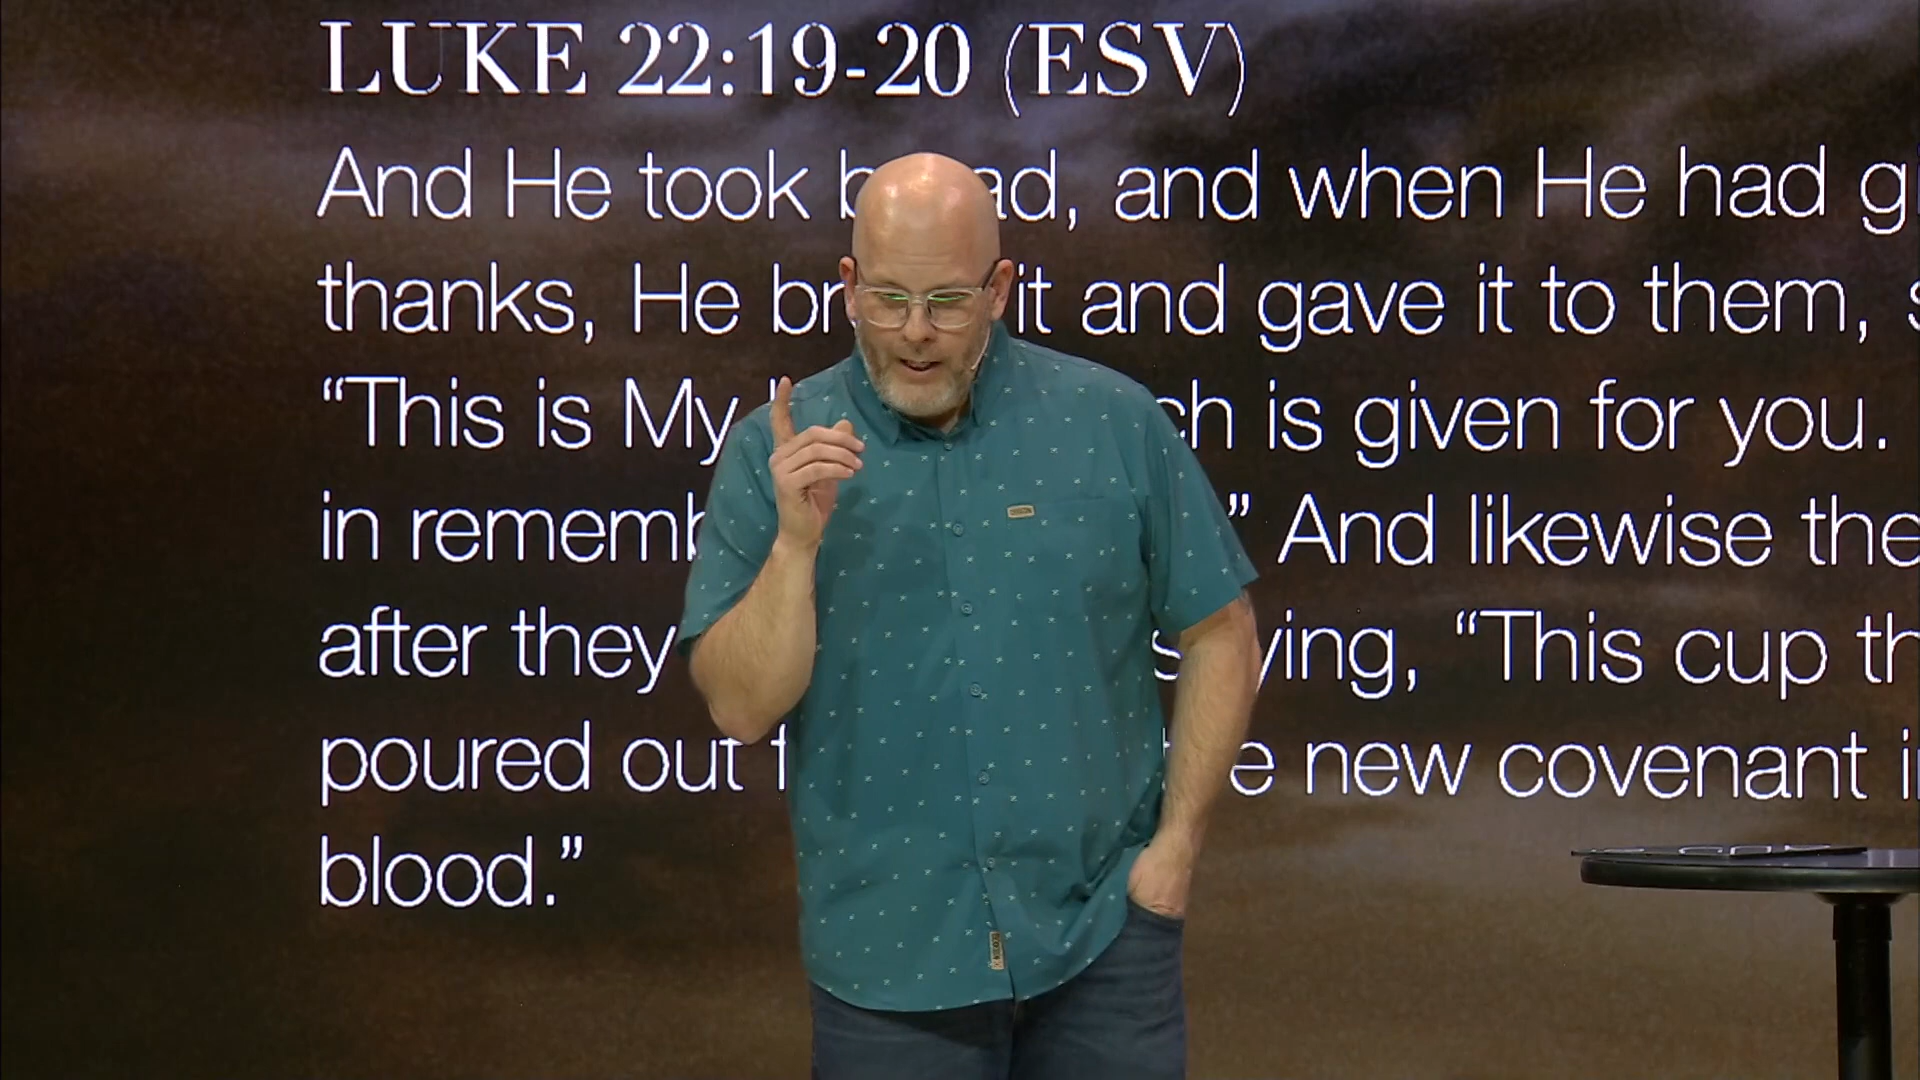 LUKE 22:19-20 (ESV)
And He took ad, and when He had
thanks, He it and gave it to them,
“This is My ch is given for you.
in rememb ” And likewise the
after they ying, “This cup
poured out e new covenant
blood.”